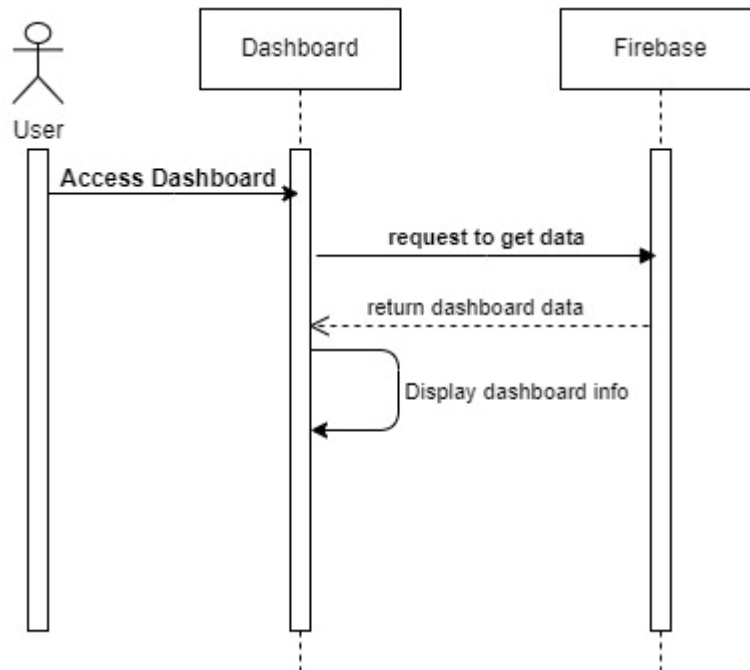 Dashboard
Firebase
User
Access Dashboard
request to get data
return dashboard data
Display dashboard info